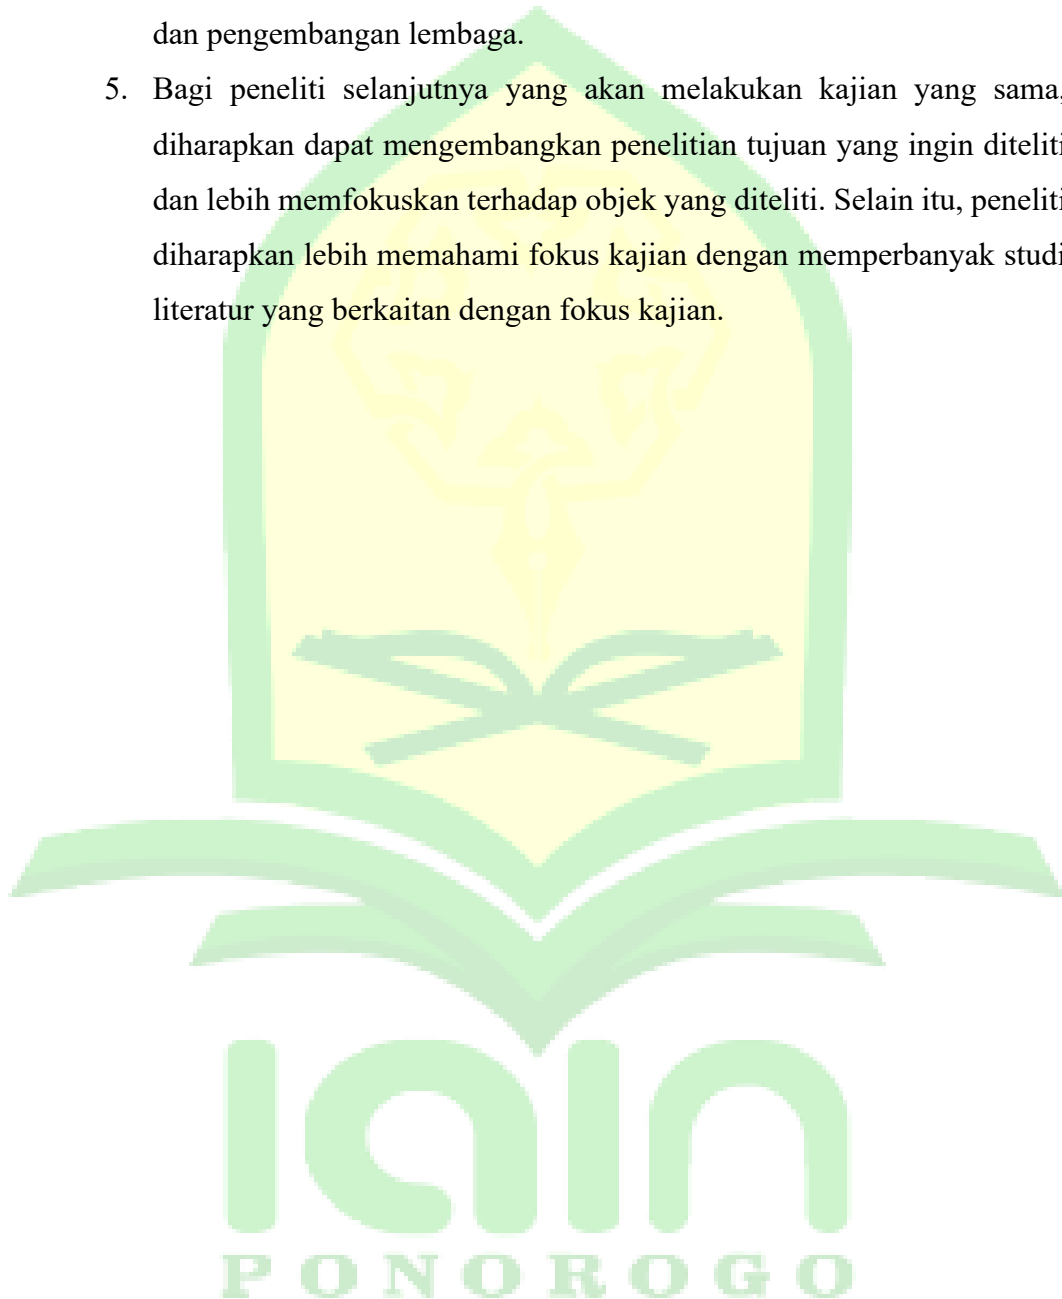 dan pengembangan lembaga.
5. Bagi peneliti selanjutnya yang akan melakukan kajian yang sama,
diharapkan dapat mengembangkan penelitian tujuan yang ingin diteliti
dan lebih memfokuskan terhadap objek yang diteliti. Selain itu, peneliti
diharapkan lebih memahami fokus kajian dengan memperbanyak studi
literatur yang berkaitan dengan fokus kajian.
iain
PONOROGO